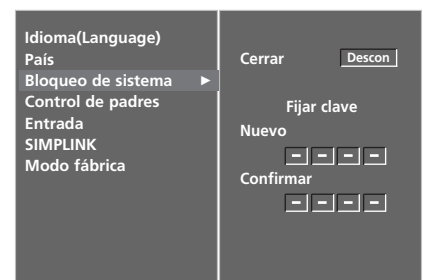 Idioma(Language)
País
Bloqueo de sistema ►
Control de padres
Entrada
SIMPLINK
Modo fábrica
Cerrar Descon
Fijar clave
Nuevo
– – – –
Confirmar
– – – –